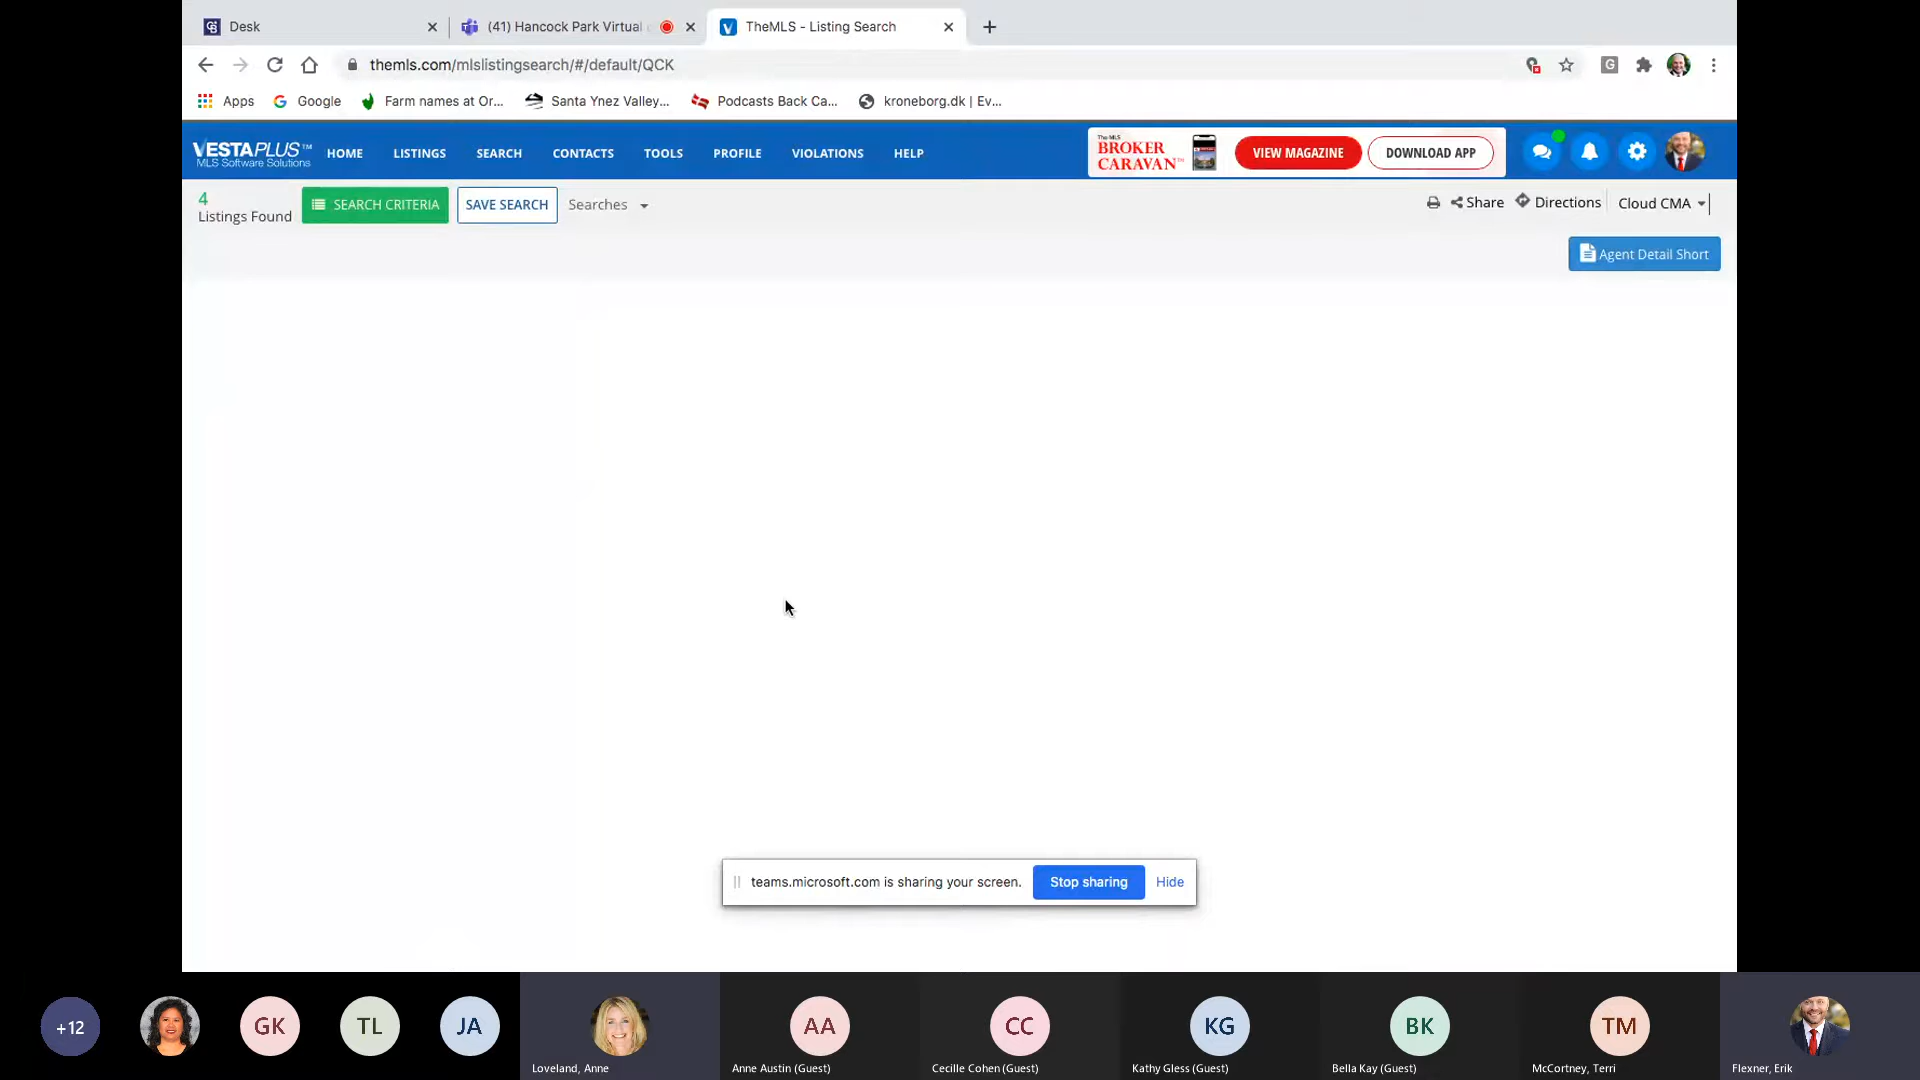 Desk
(41) Hancock Park Virtual
TheMLS - Listing Search
themls.com/mlslistingsearch/#/default/QCK
G
Apps
Google
Farm names at Or...
Santa Ynez Valley...
Podcasts Back Ca...
kroneborg.dk | Ev...
VESTAPLUS™
MLS Software Solutions
HOME
LISTINGS
SEARCH
CONTACTS
TOOLS
PROFILE
VIOLATIONS
HELP
The MLS
BROKER
CARAVAN™
VIEW MAGAZINE
DOWNLOAD APP
4
Listings Found
SEARCH CRITERIA
SAVE SEARCH
Searches
Share
Directions
Cloud CMA
Agent Detail Short
teams.microsoft.com is sharing your screen.
Stop sharing
Hide
+12
GK
TL
JA
AA
CC
KG
BK
TM
Loveland, Anne
Anne Austin (Guest)
Cecille Cohen (Guest)
Kathy Gless (Guest)
Bella Kay (Guest)
McCortney, Terri
Flexner, Erik